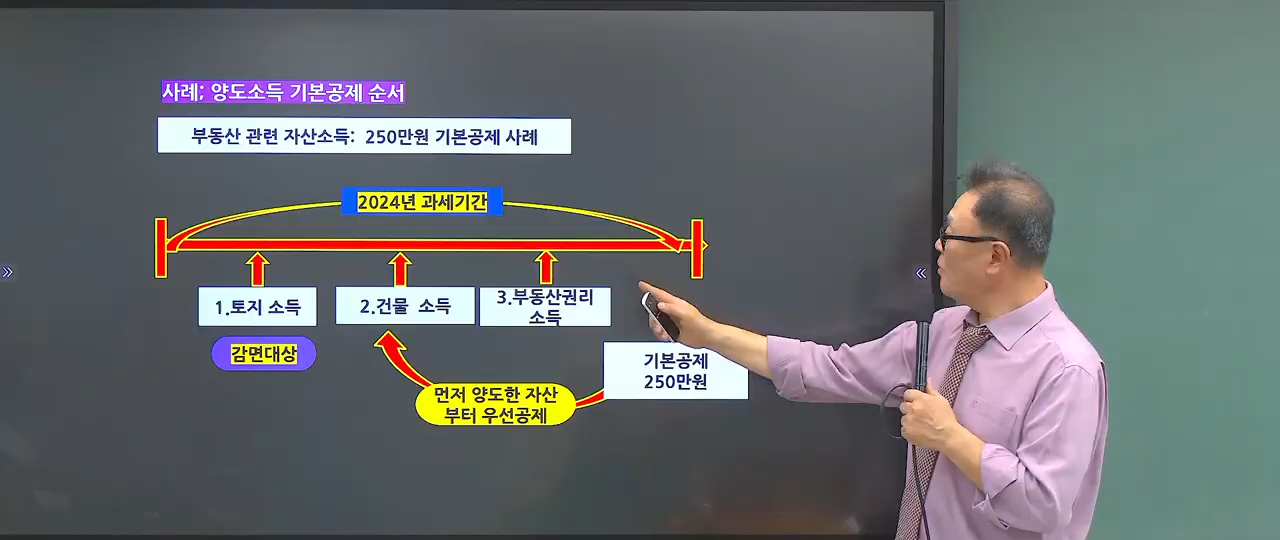 사례; 양도소득 기본공제 순서
부동산 관련 자산소득: 250만원 기본공제 사례
2024년 과세기간
1.토지 소득
2.건물 소득
3.부동산권리
소득
감면대상
기본공제
250만원
먼저 양도한 자산
부터 우선공제